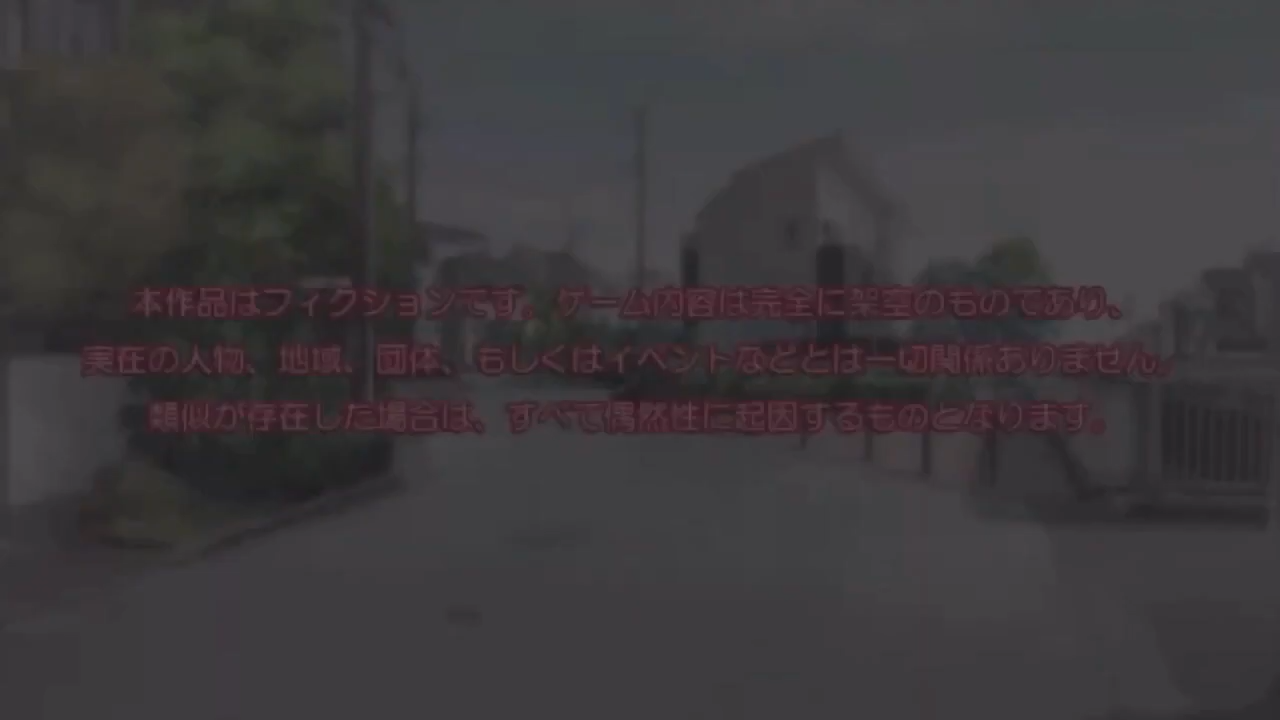 本作品はフィクションです。ゲーム内容は完全に架空のものであり、
実在の人物、地域、団体、もしくはイベントなどとは一切関係ありません。
類似が存在した場合は、すべて偶然性に起因するものとなります。